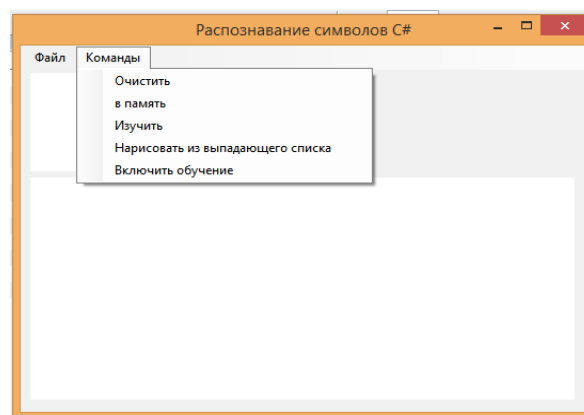 Распознавание символов C#
Файл Команды
Очистить
в память
Изучить
Нарисовать из выпадающего списка
Включить обучение